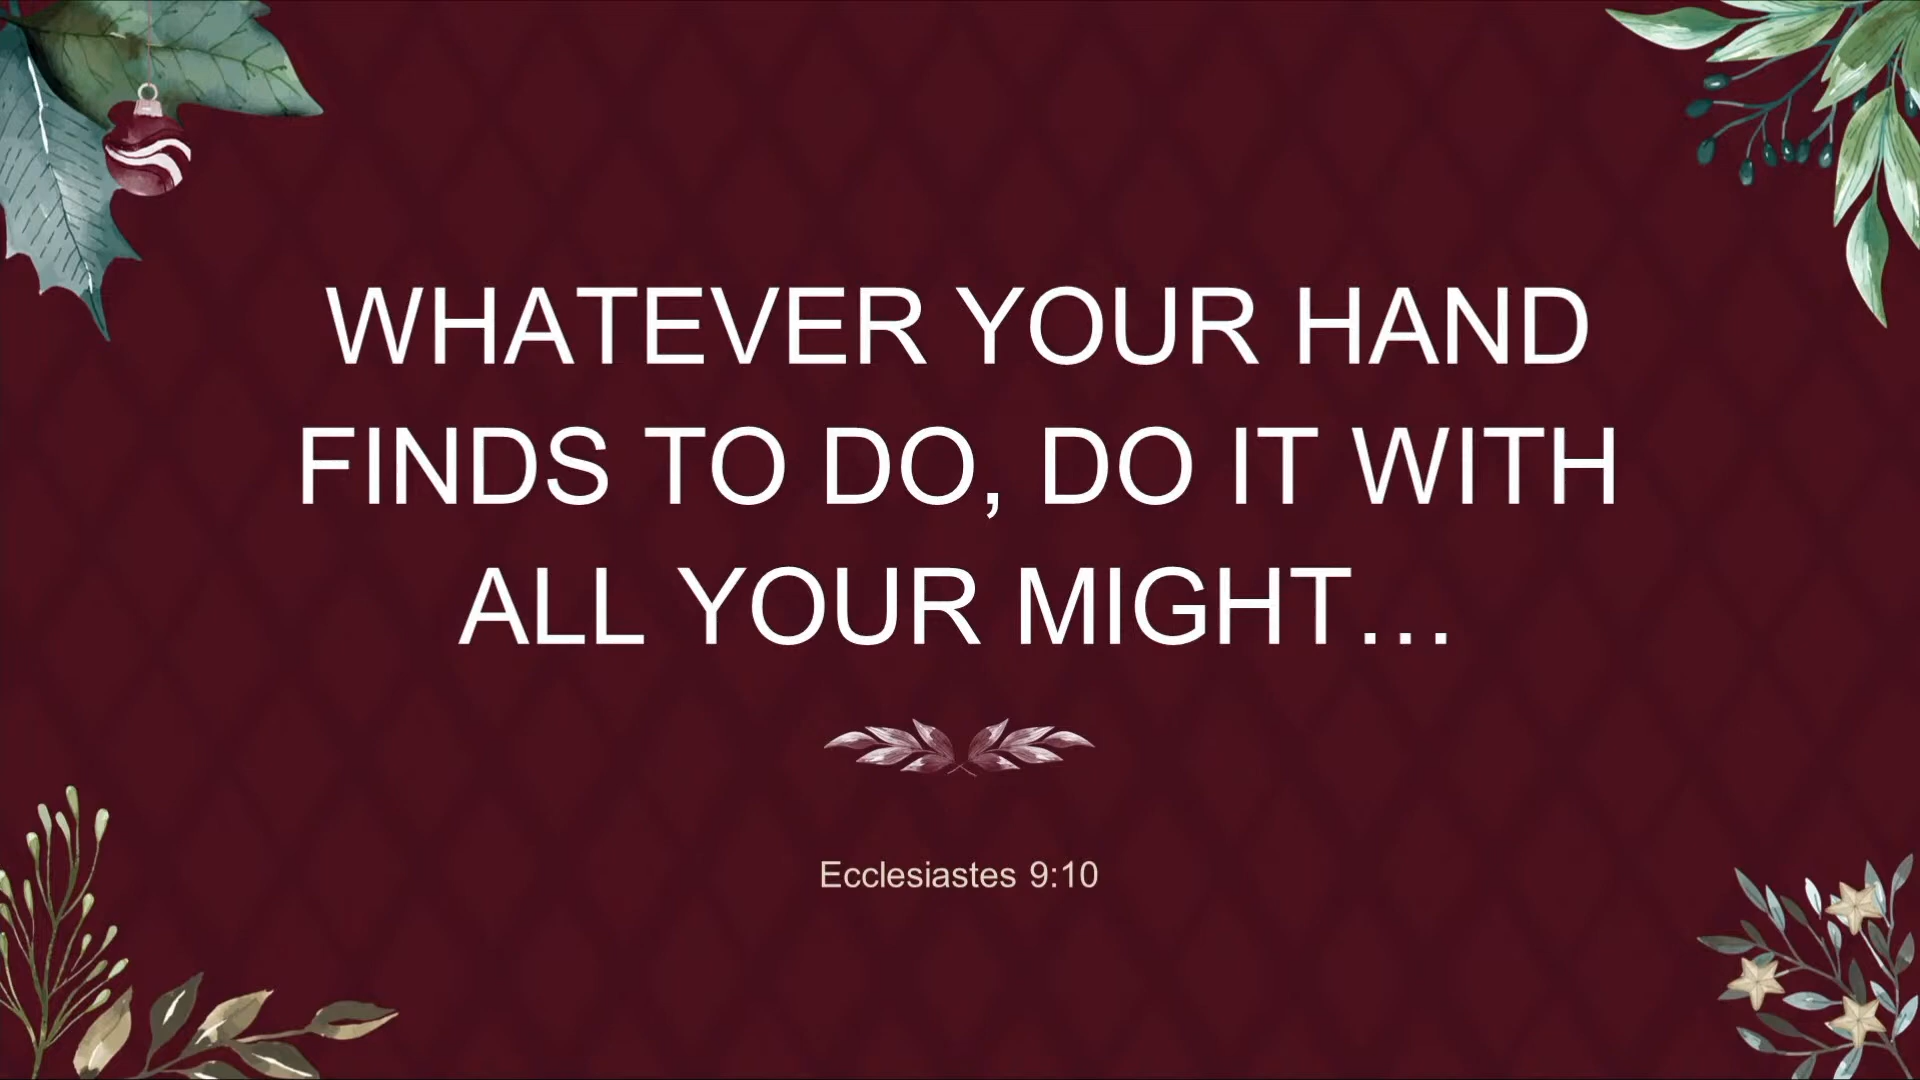 WHATEVER YOUR HAND
FINDS TO DO, DO IT WITH
ALL YOUR MIGHT…
Ecclesiastes 9:10